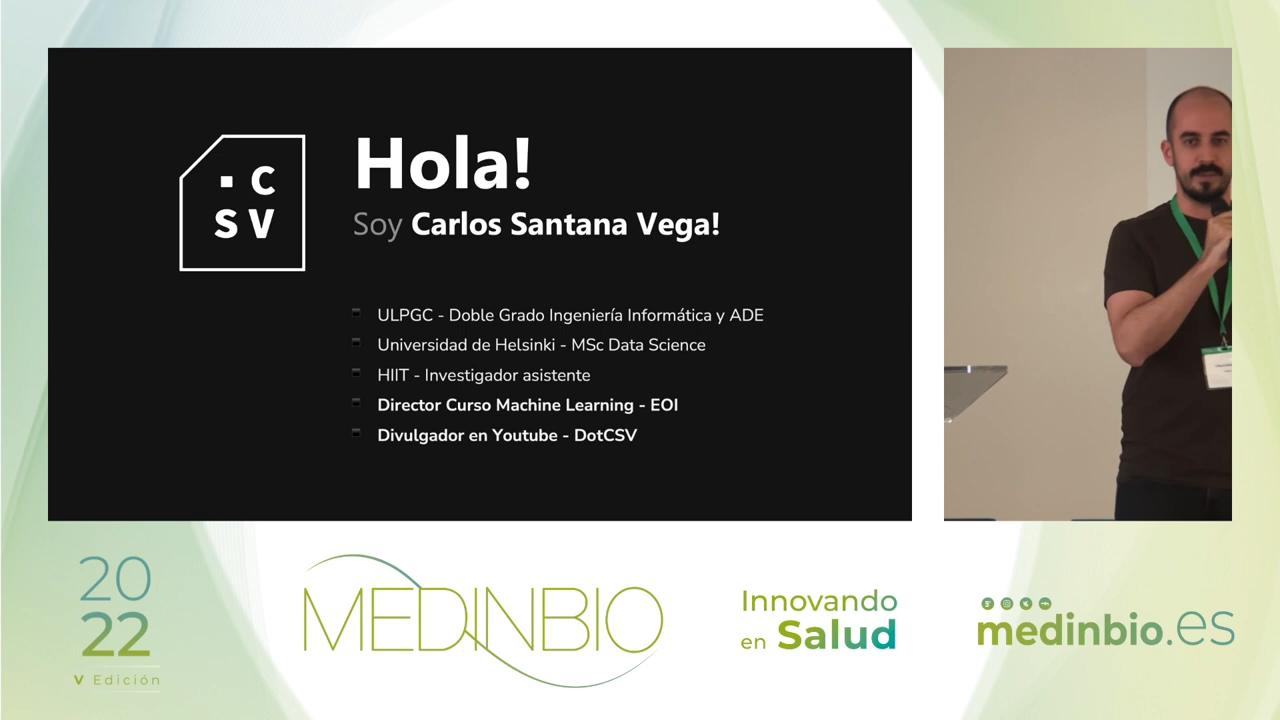 . C
S V
Hola!
Soy Carlos Santana Vega!
ULPGC - Doble Grado Ingeniería Informática y ADE
Universidad de Helsinki - MSc Data Science
HIIT - Investigador asistente
Director Curso Machine Learning - EOI
Divulgador en Youtube - DotCSV
20
22
V Edición
MEDINBIO
Innovando
en Salud
medinbio.es